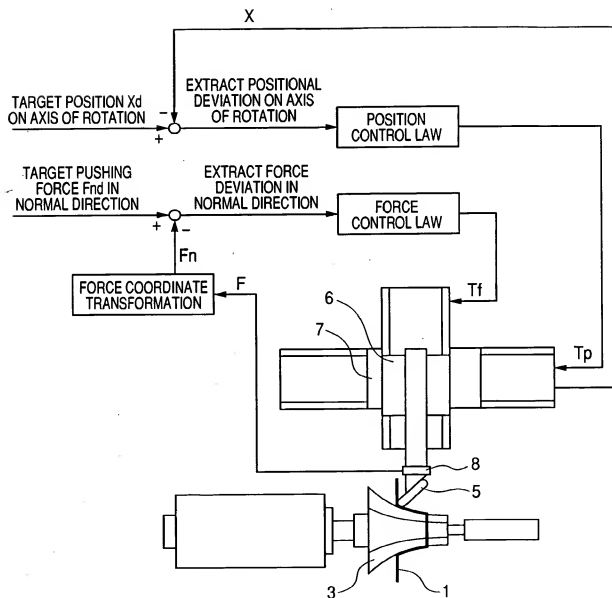 X
TARGET POSITION Xd
ON AXIS OF ROTATION
−
+
EXTRACT POSITIONAL
DEVIATION ON AXIS
OF ROTATION
POSITION
CONTROL LAW
TARGET PUSHING
FORCE Fnd IN
NORMAL DIRECTION
+
−
EXTRACT FORCE
DEVIATION IN
NORMAL DIRECTION
FORCE
CONTROL LAW
Fn
FORCE COORDINATE
TRANSFORMATION
F
6
7
Tf
Tp
8
5
3
1